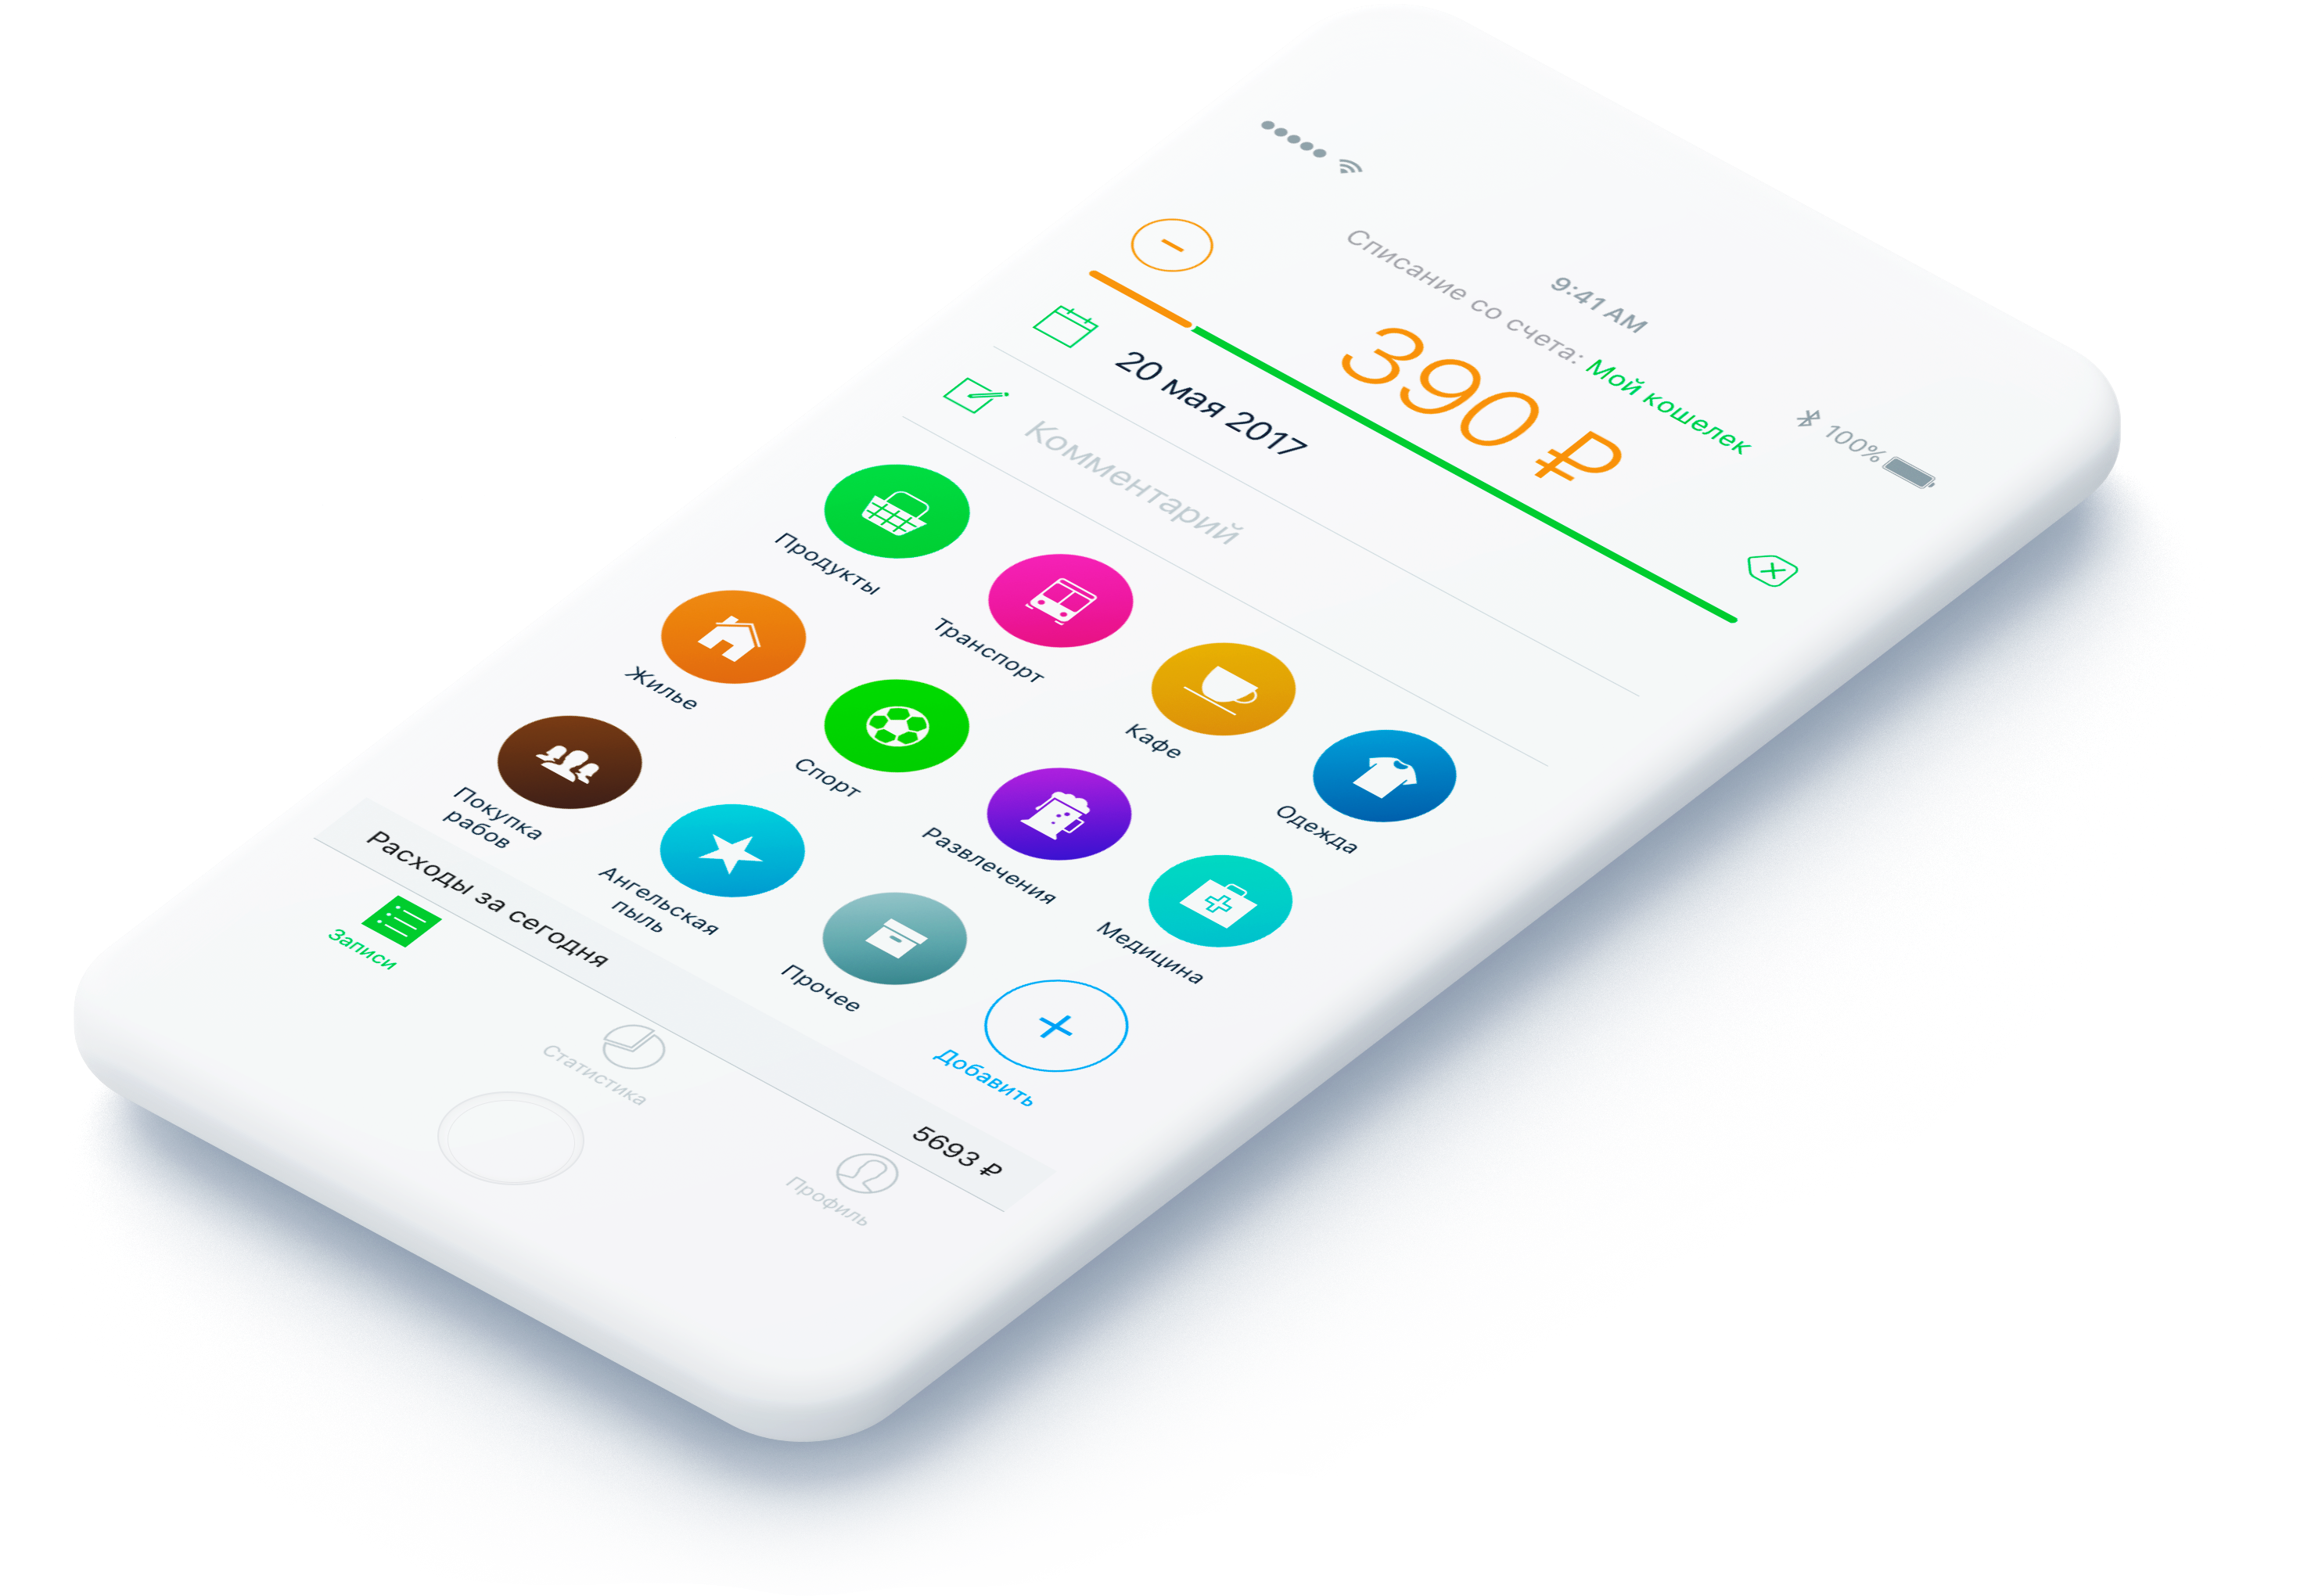 9:41 AM
100%
Списание со счета: Мой кошелек
390 ₽
20 мая 2017
Комментарий
Продукты
Транспорт
Кафе
Одежда
Жилье
Спорт
Развлечения
Медицина
Покупка
рабов
Ангельская
пыль
Прочее
Добавить
Расходы за сегодня
5693 ₽
Записи
Статистика
Профиль